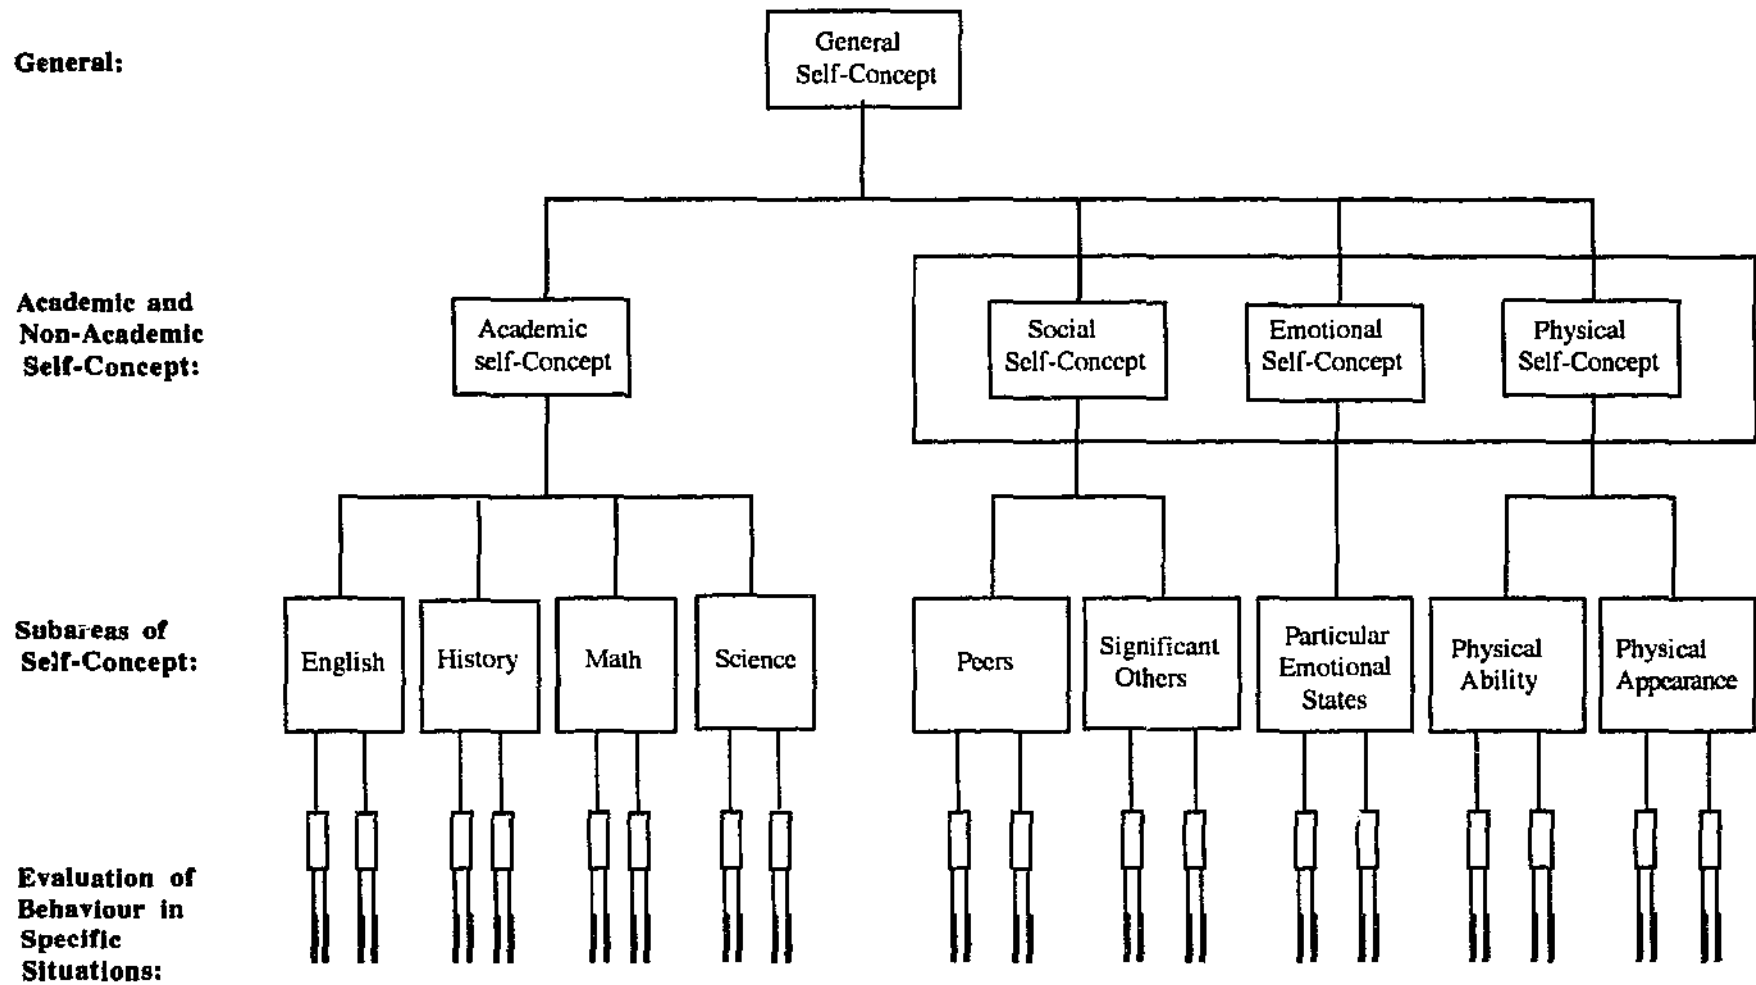 General:
General
Self-Concept
Academic and
Non-Academic
Self-Concept:
Academic
self-Concept
Social
Self-Concept
Emotional
Self-Concept
Physical
Self-Concept
Subareas of
Self-Concept:
English
History
Math
Science
Peers
Significant
Others
Particular
Emotional
States
Physical
Ability
Physical
Appearance
Evaluation of
Behaviour in
Specific
Situations: